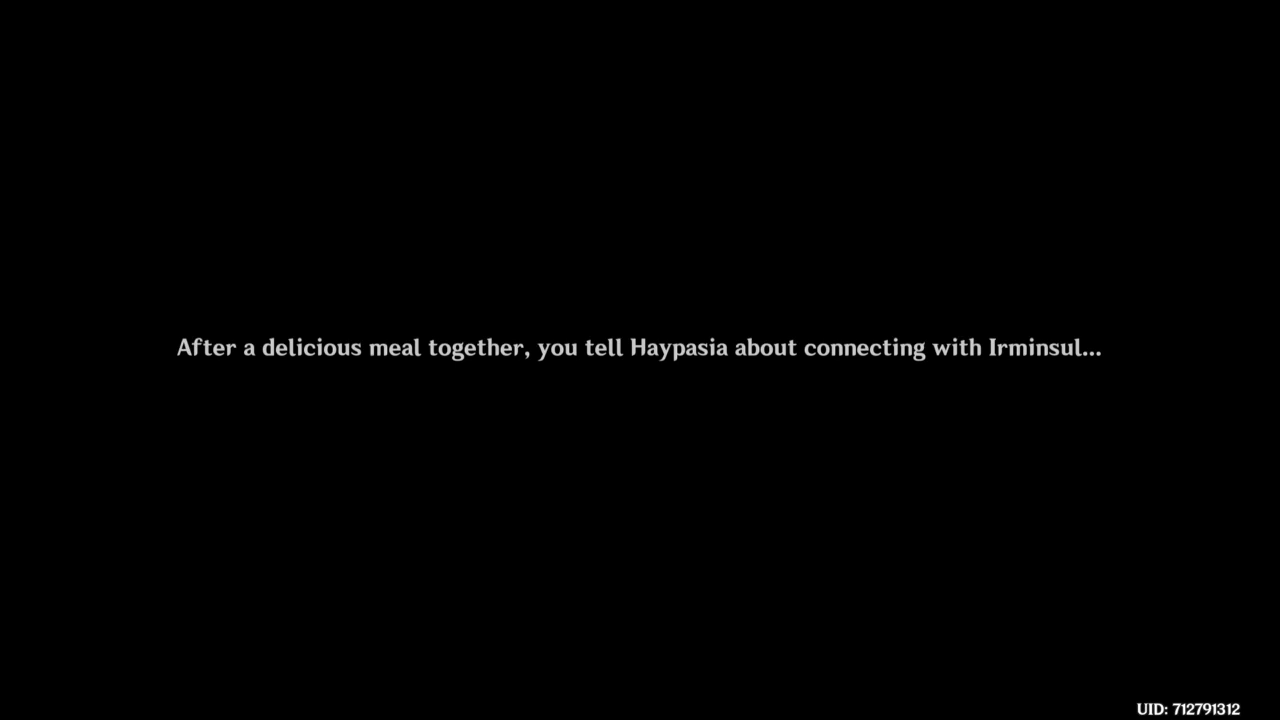 After a delicious meal together, you tell Haypasia about connecting with Irminsul...
UID: 712791312